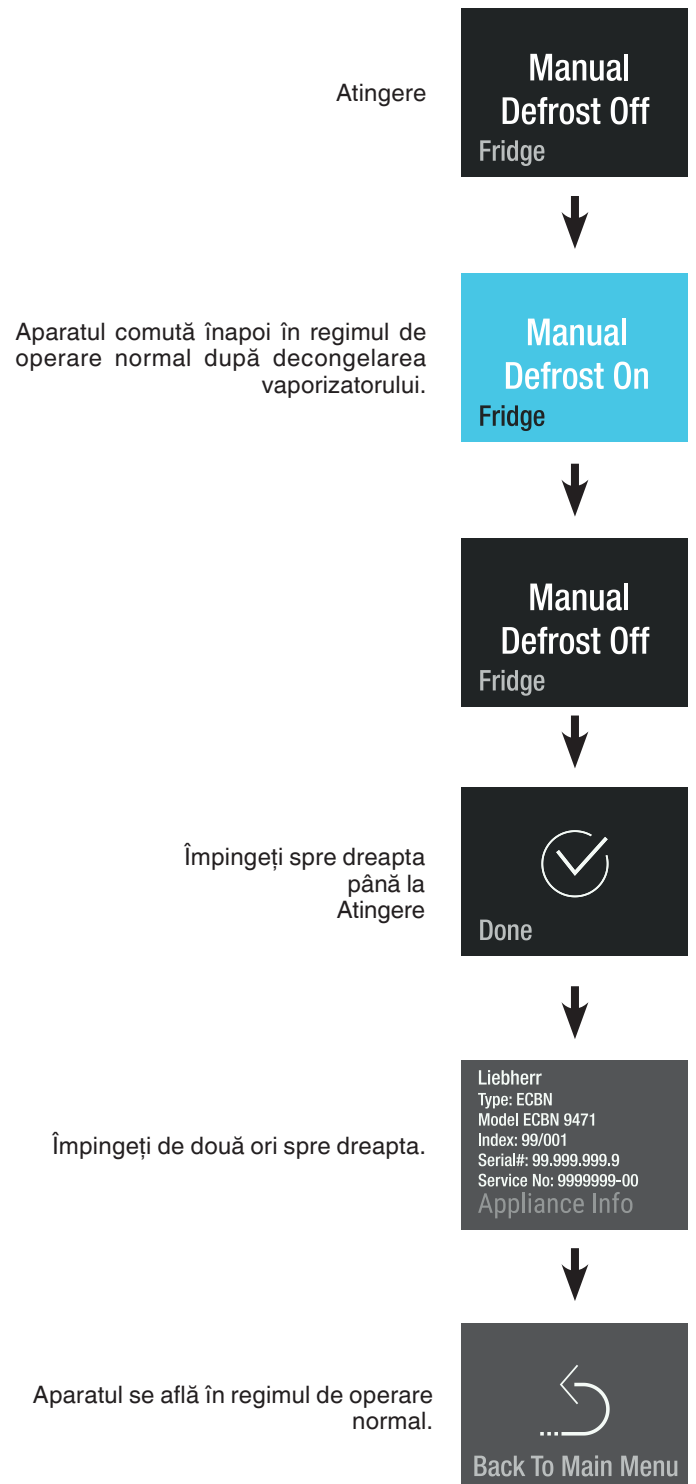 Atingere
Manual
Defrost Off
Fridge
Aparatul comută înapoi în regimul de
operare normal după decongelarea
vaporizatorului.
Manual
Defrost On
Fridge
Manual
Defrost Off
Fridge
Împingeți spre dreapta
până la
Atingere
Done
Împingeți de două ori spre dreapta.
Liebherr
Type: ECBN
Model ECBN 9471
Index: 99/001
Serial#: 99.999.999.9
Service No: 9999999-00
Appliance Info
Aparatul se află în regimul de operare
normal.
Back To Main Menu